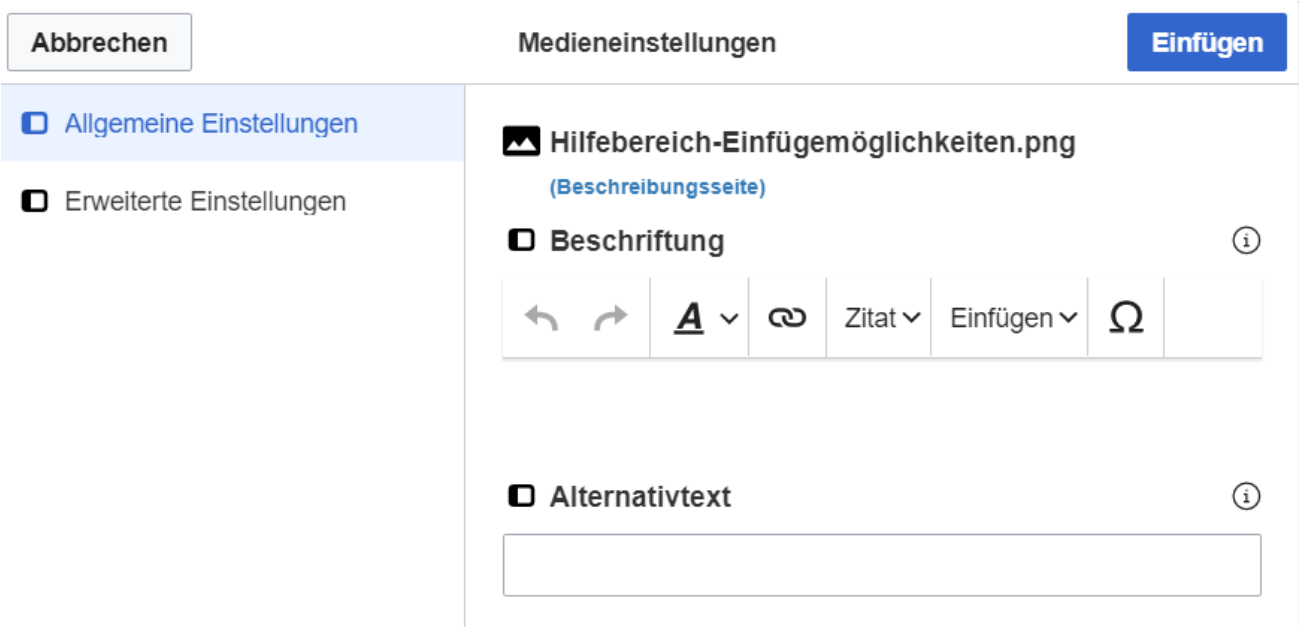 Abbrechen
Medieneinstellungen
Einfügen
Allgemeine Einstellungen
Erweiterte Einstellungen
Hilfebereich-Einfügemöglichkeiten.png
(Beschreibungsseite)
Beschriftung
A Zitat Einfügen Ω
Alternativtext